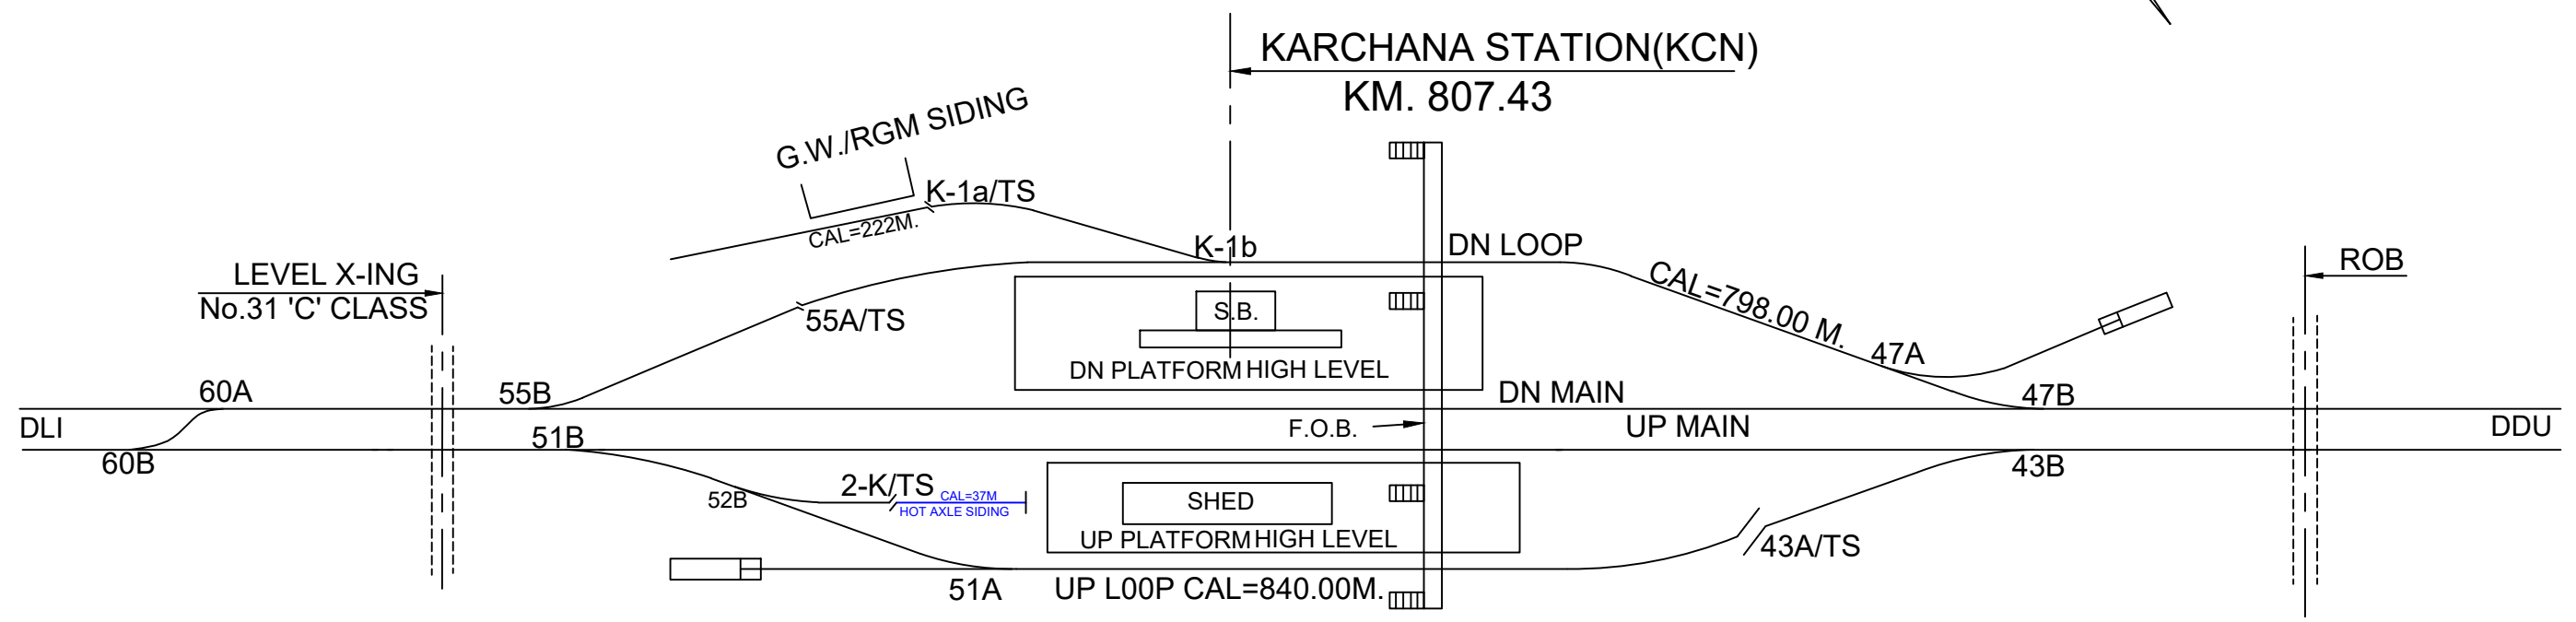 KARCHANA STATION(KCN)
KM. 807.43
G.W./RGM SIDING
K-1a/TS
CAL=222M.
K-1b
DN LOOP
LEVEL X-ING
No.31 'C' CLASS
ROB
CAL=798.00 M.
55A/TS
S.B.
DN PLATFORM HIGH LEVEL
47A
60A
55B
DN MAIN
47B
DLI
51B
F.O.B.
UP MAIN
DDU
60B
43B
2-K/TS
CAL=37M
HOT AXLE SIDING
52B
SHED
UP PLATFORM HIGH LEVEL
43A/TS
51A
UP L00P CAL=840.00M.